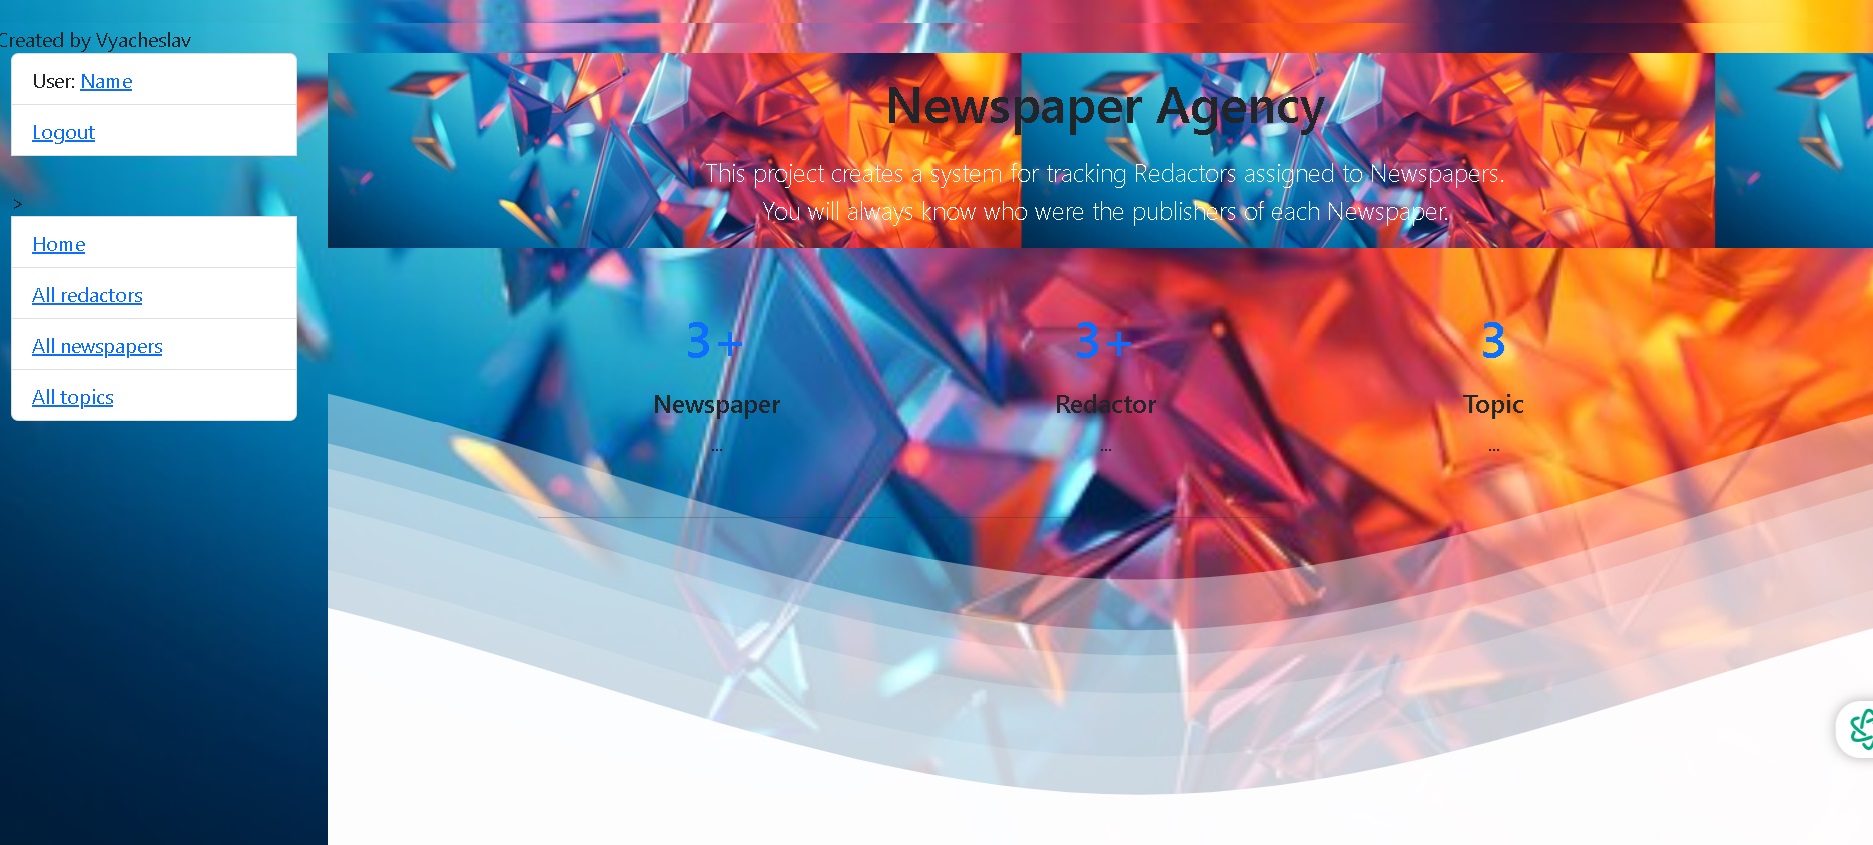 Created by Vyacheslav
User: Name
Logout
>
Home
All redactors
All newspapers
All topics
Newspaper Agency
This project creates a system for tracking Redactors assigned to Newspapers.
You will always know who were the publishers of each Newspaper.
3+
3+
3
Newspaper
Redactor
Topic
...
...
...